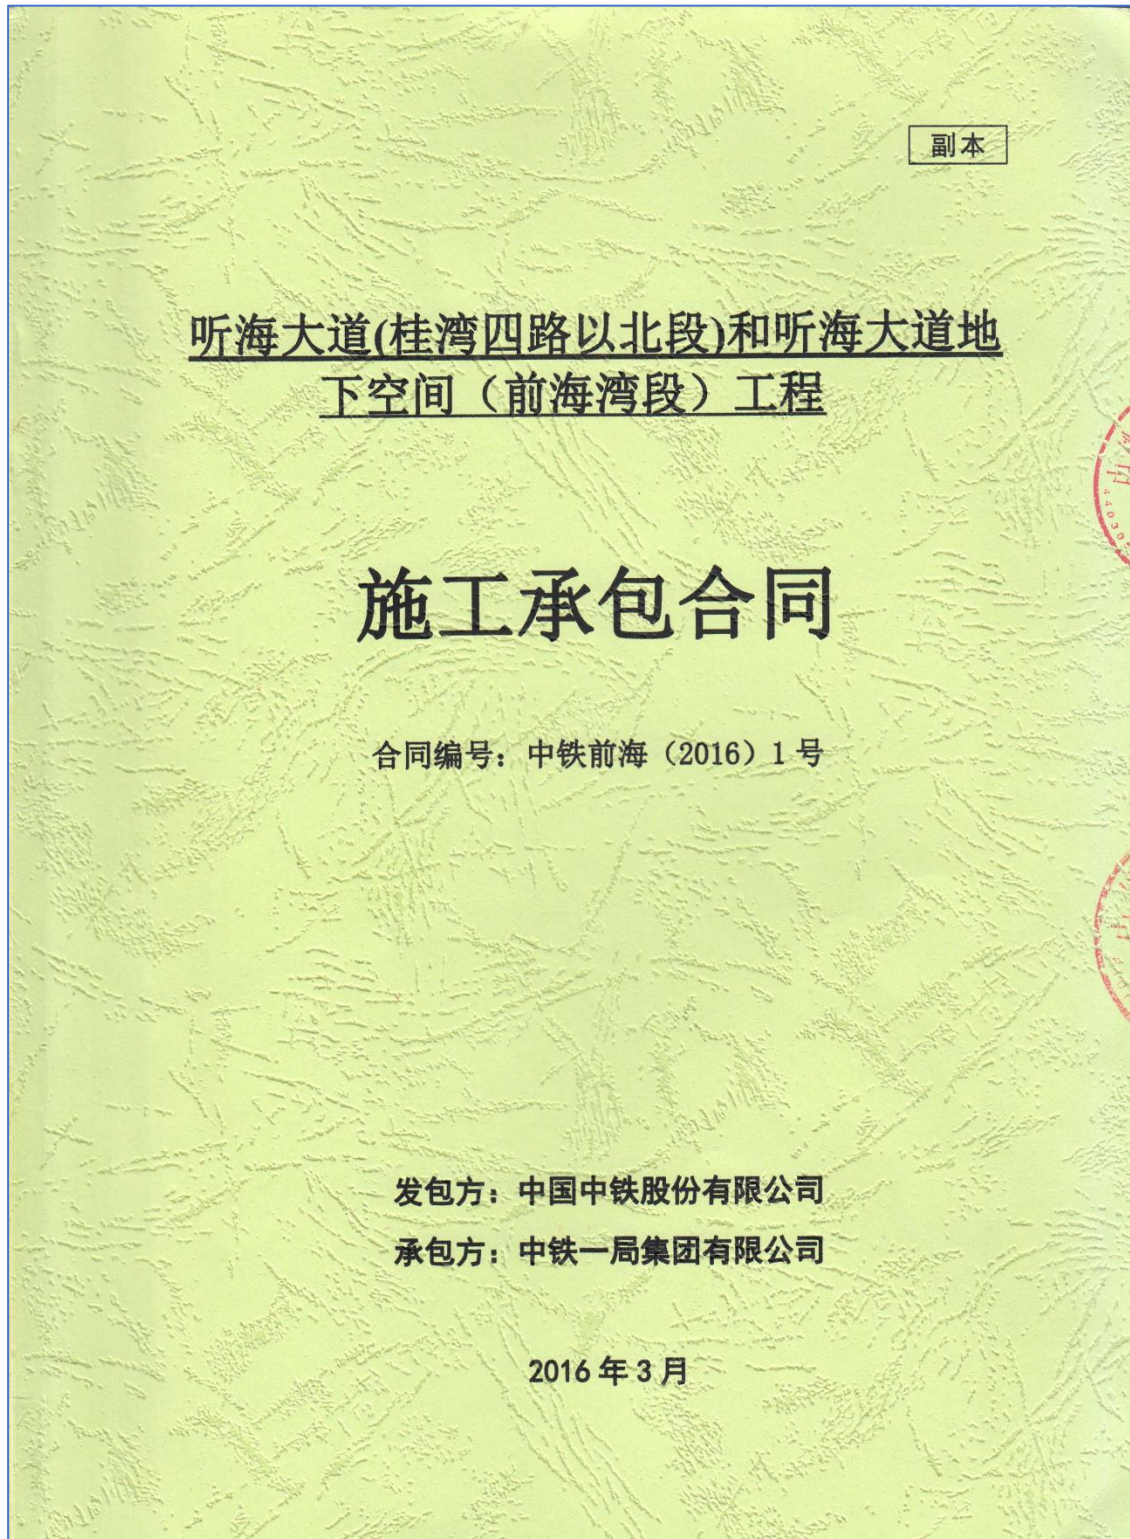 副本
听海大道(桂湾四路以北段)和听海大道地
下空间（前海湾段）工程
施工承包合同
合同编号：中铁前海（2016）1号
发包方：中国中铁股份有限公司
承包方：中铁一局集团有限公司
2016年3月